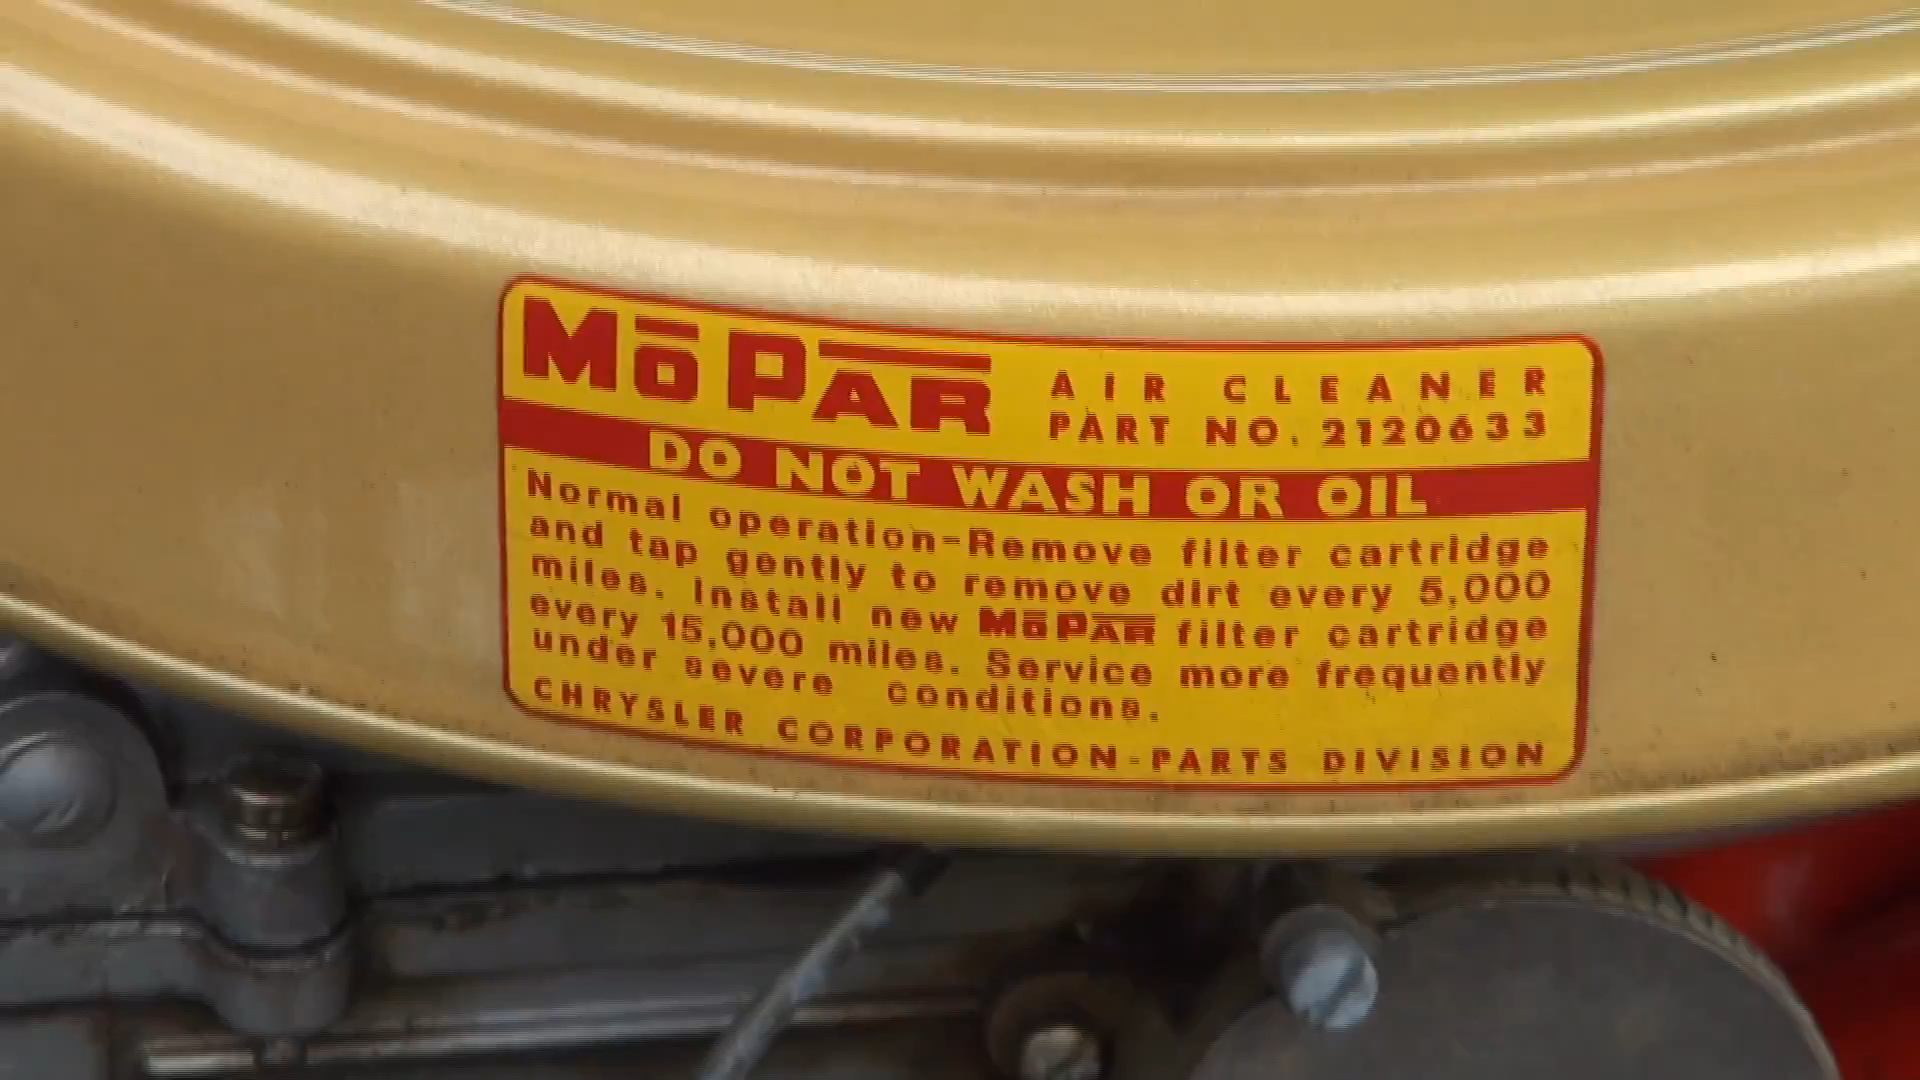 MōPAR
AIR CLEANER
PART NO. 2120633
DO NOT WASH OR OIL
Normal operation-Remove filter cartridge
and tap gently to remove dirt every 5,000
miles. Install new MōPAR filter cartridge
every 15,000 miles. Service more frequently
under severe conditions.
CHRYSLER CORPORATION-PARTS DIVISION